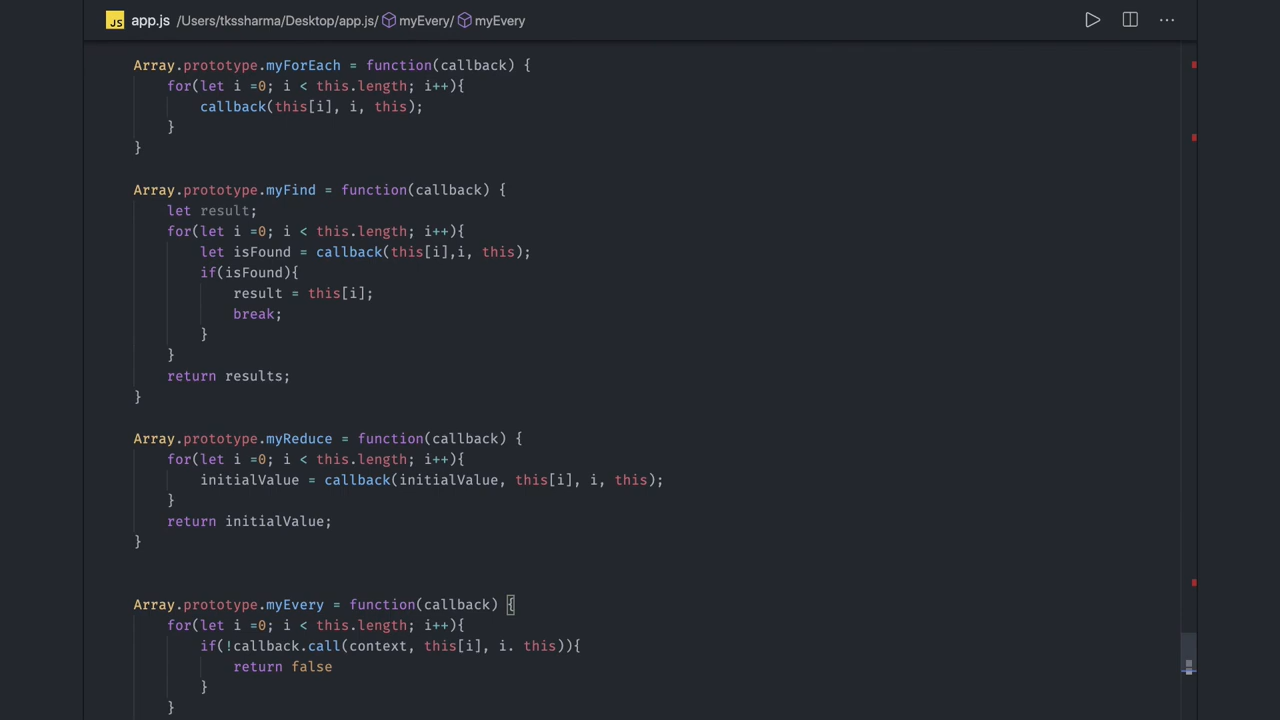 JS app.js /Users/tkssharma/Desktop/app.js/ myEvery/ myEvery
Array.prototype.myForEach = function(callback) {
for(let i =0; i < this.length; i++){
callback(this[i], i, this);
}
}
Array.prototype.myFind = function(callback) {
let result;
for(let i =0; i < this.length; i++){
let isFound = callback(this[i],i, this);
if(isFound){
result = this[i];
break;
}
}
return results;
}
Array.prototype.myReduce = function(callback) {
for(let i =0; i < this.length; i++){
initialValue = callback(initialValue, this[i], i, this);
}
return initialValue;
}
Array.prototype.myEvery = function(callback) {
for(let i =0; i < this.length; i++){
if(!callback.call(context, this[i], i. this)){
return false
}
}